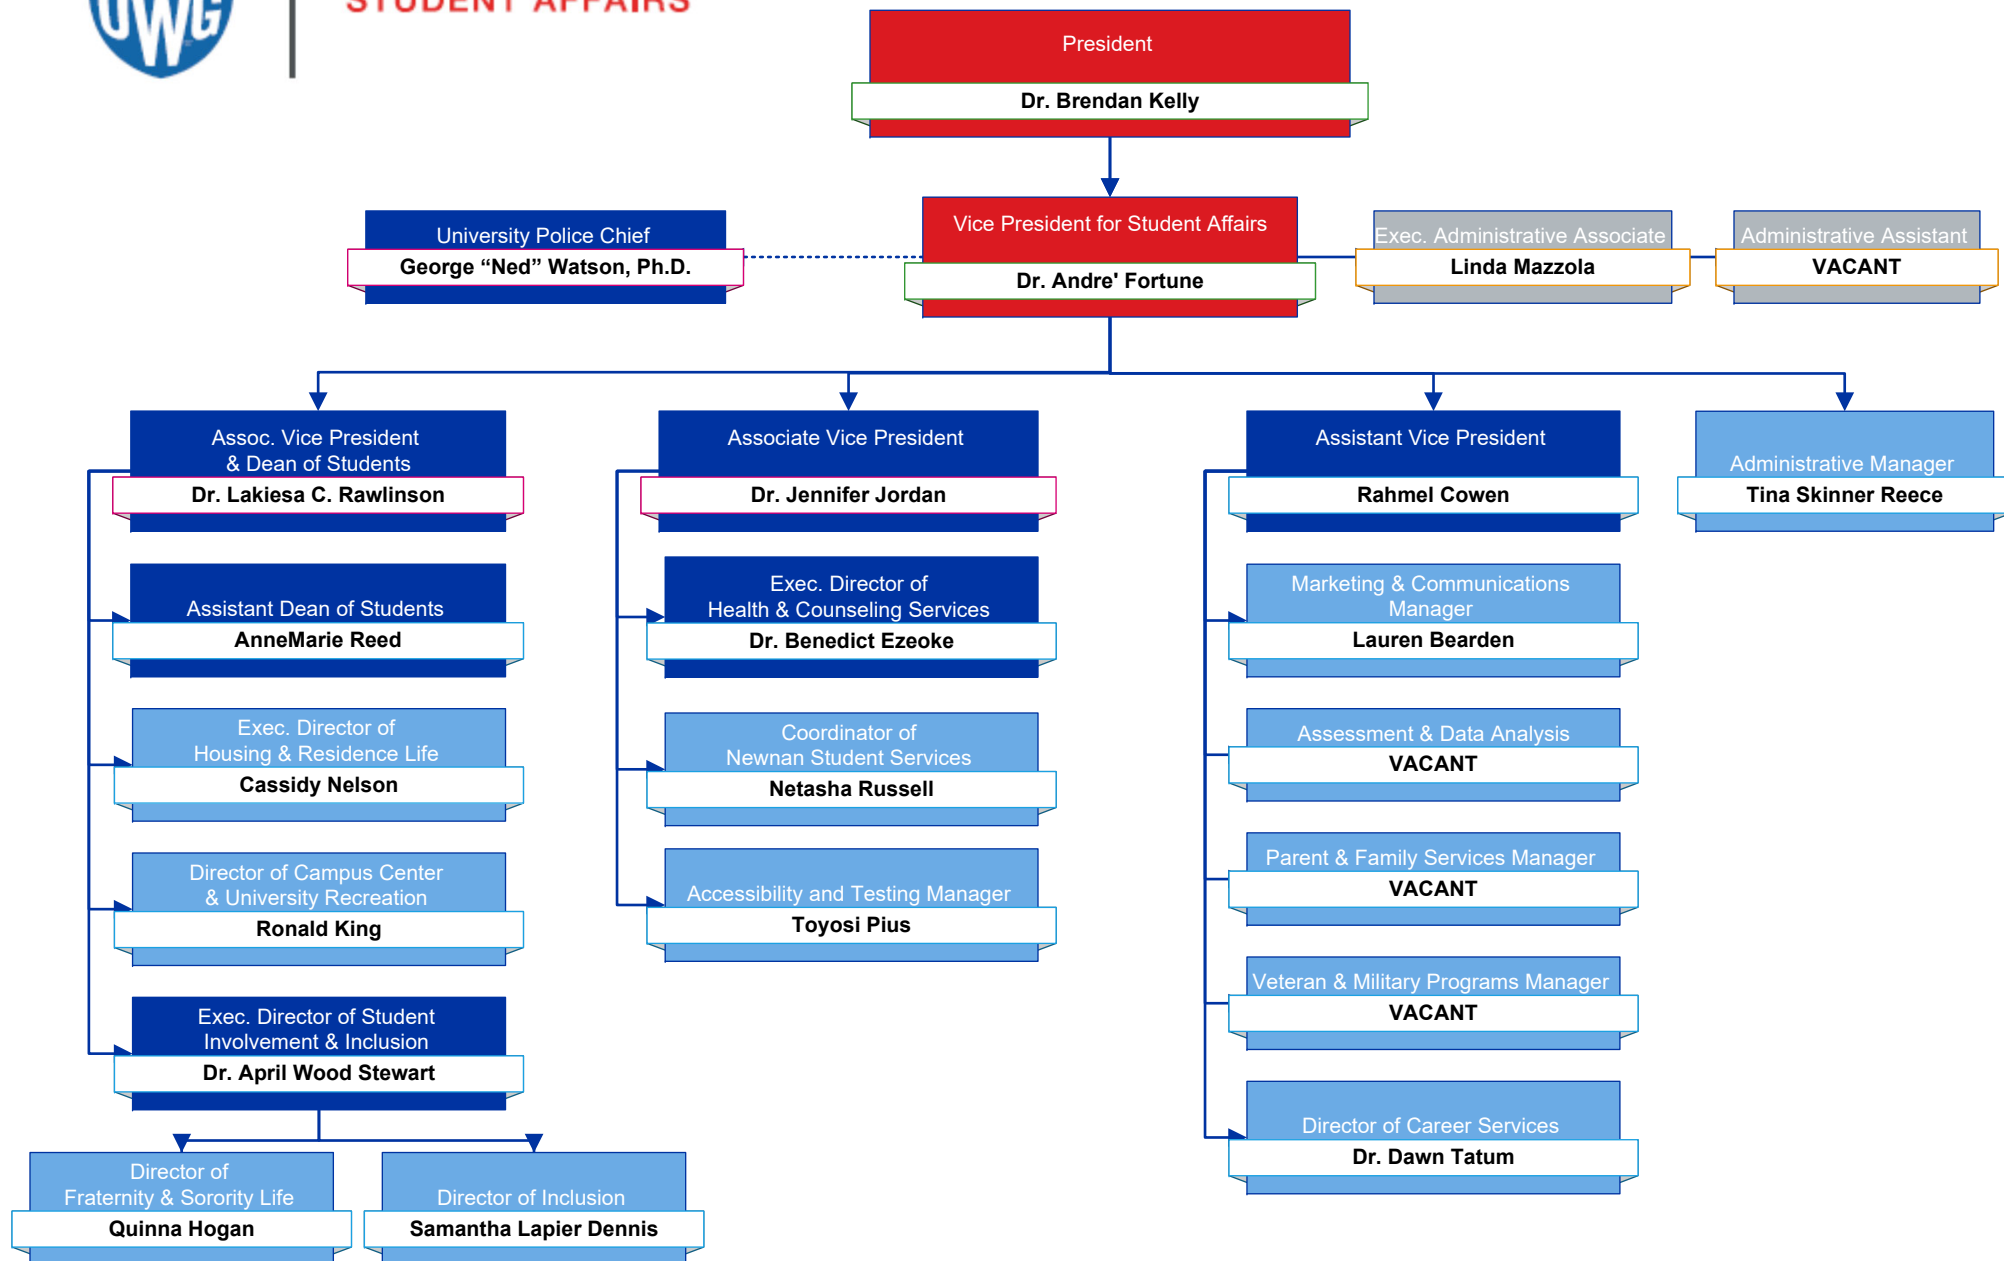 UWG
STUDENT AFFAIRS
President
Dr. Brendan Kelly
University Police Chief
George “Ned” Watson, Ph.D.
Vice President for Student Affairs
Dr. Andre' Fortune
Exec. Administrative Associate
Linda Mazzola
Administrative Assistant
VACANT
Assoc. Vice President
& Dean of Students
Dr. Lakiesa C. Rawlinson
Associate Vice President
Dr. Jennifer Jordan
Assistant Vice President
Rahmel Cowen
Administrative Manager
Tina Skinner Reece
Assistant Dean of Students
AnneMarie Reed
Exec. Director of
Health & Counseling Services
Dr. Benedict Ezeoke
Marketing & Communications
Manager
Lauren Bearden
Exec. Director of
Housing & Residence Life
Cassidy Nelson
Coordinator of
Newnan Student Services
Netasha Russell
Assessment & Data Analysis
VACANT
Director of Campus Center
& University Recreation
Ronald King
Accessibility and Testing Manager
Toyosi Pius
Parent & Family Services Manager
VACANT
Veteran & Military Programs Manager
VACANT
Exec. Director of Student
Involvement & Inclusion
Dr. April Wood Stewart
Director of Career Services
Dr. Dawn Tatum
Director of
Fraternity & Sorority Life
Quinna Hogan
Director of Inclusion
Samantha Lapier Dennis